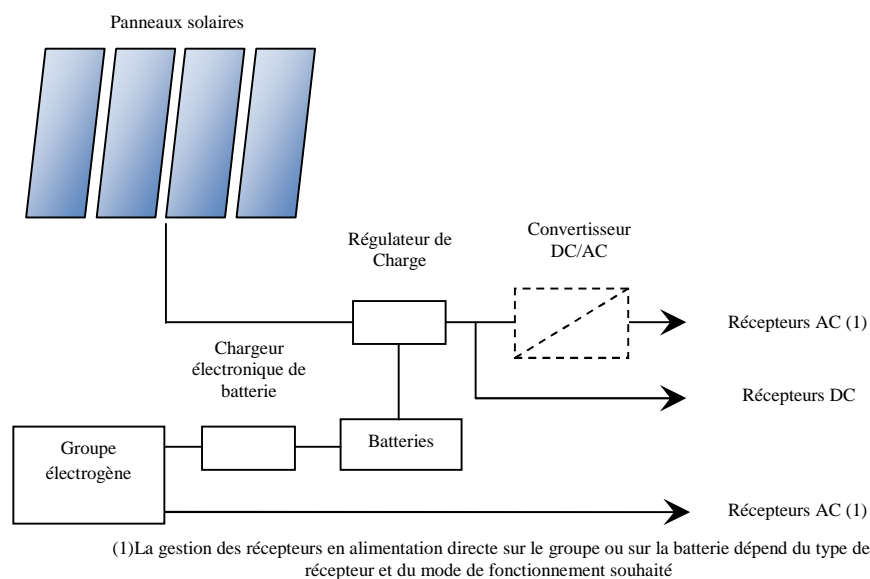 Panneaux solaires
Régulateur de
Charge
Convertisseur
DC/AC
Récepteurs AC (1)
Chargeur
électronique de
batterie
Récepteurs DC
Groupe
électrogène
Batteries
Récepteurs AC (1)
(1)La gestion des récepteurs en alimentation directe sur le groupe ou sur la batterie dépend du type de
récepteur et du mode de fonctionnement souhaité